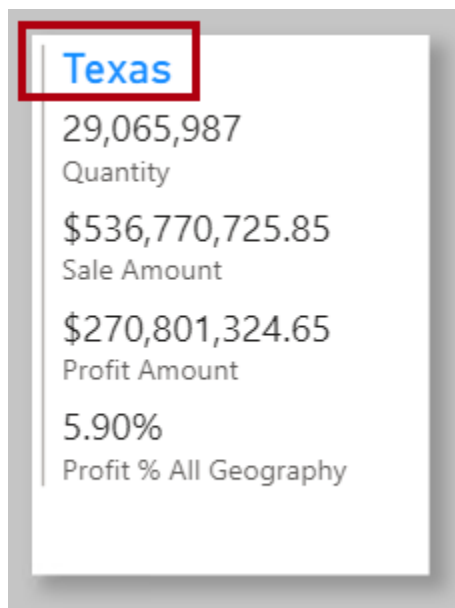 Texas
29,065,987
Quantity
$536,770,725.85
Sale Amount
$270,801,324.65
Profit Amount
5.90%
Profit % All Geography